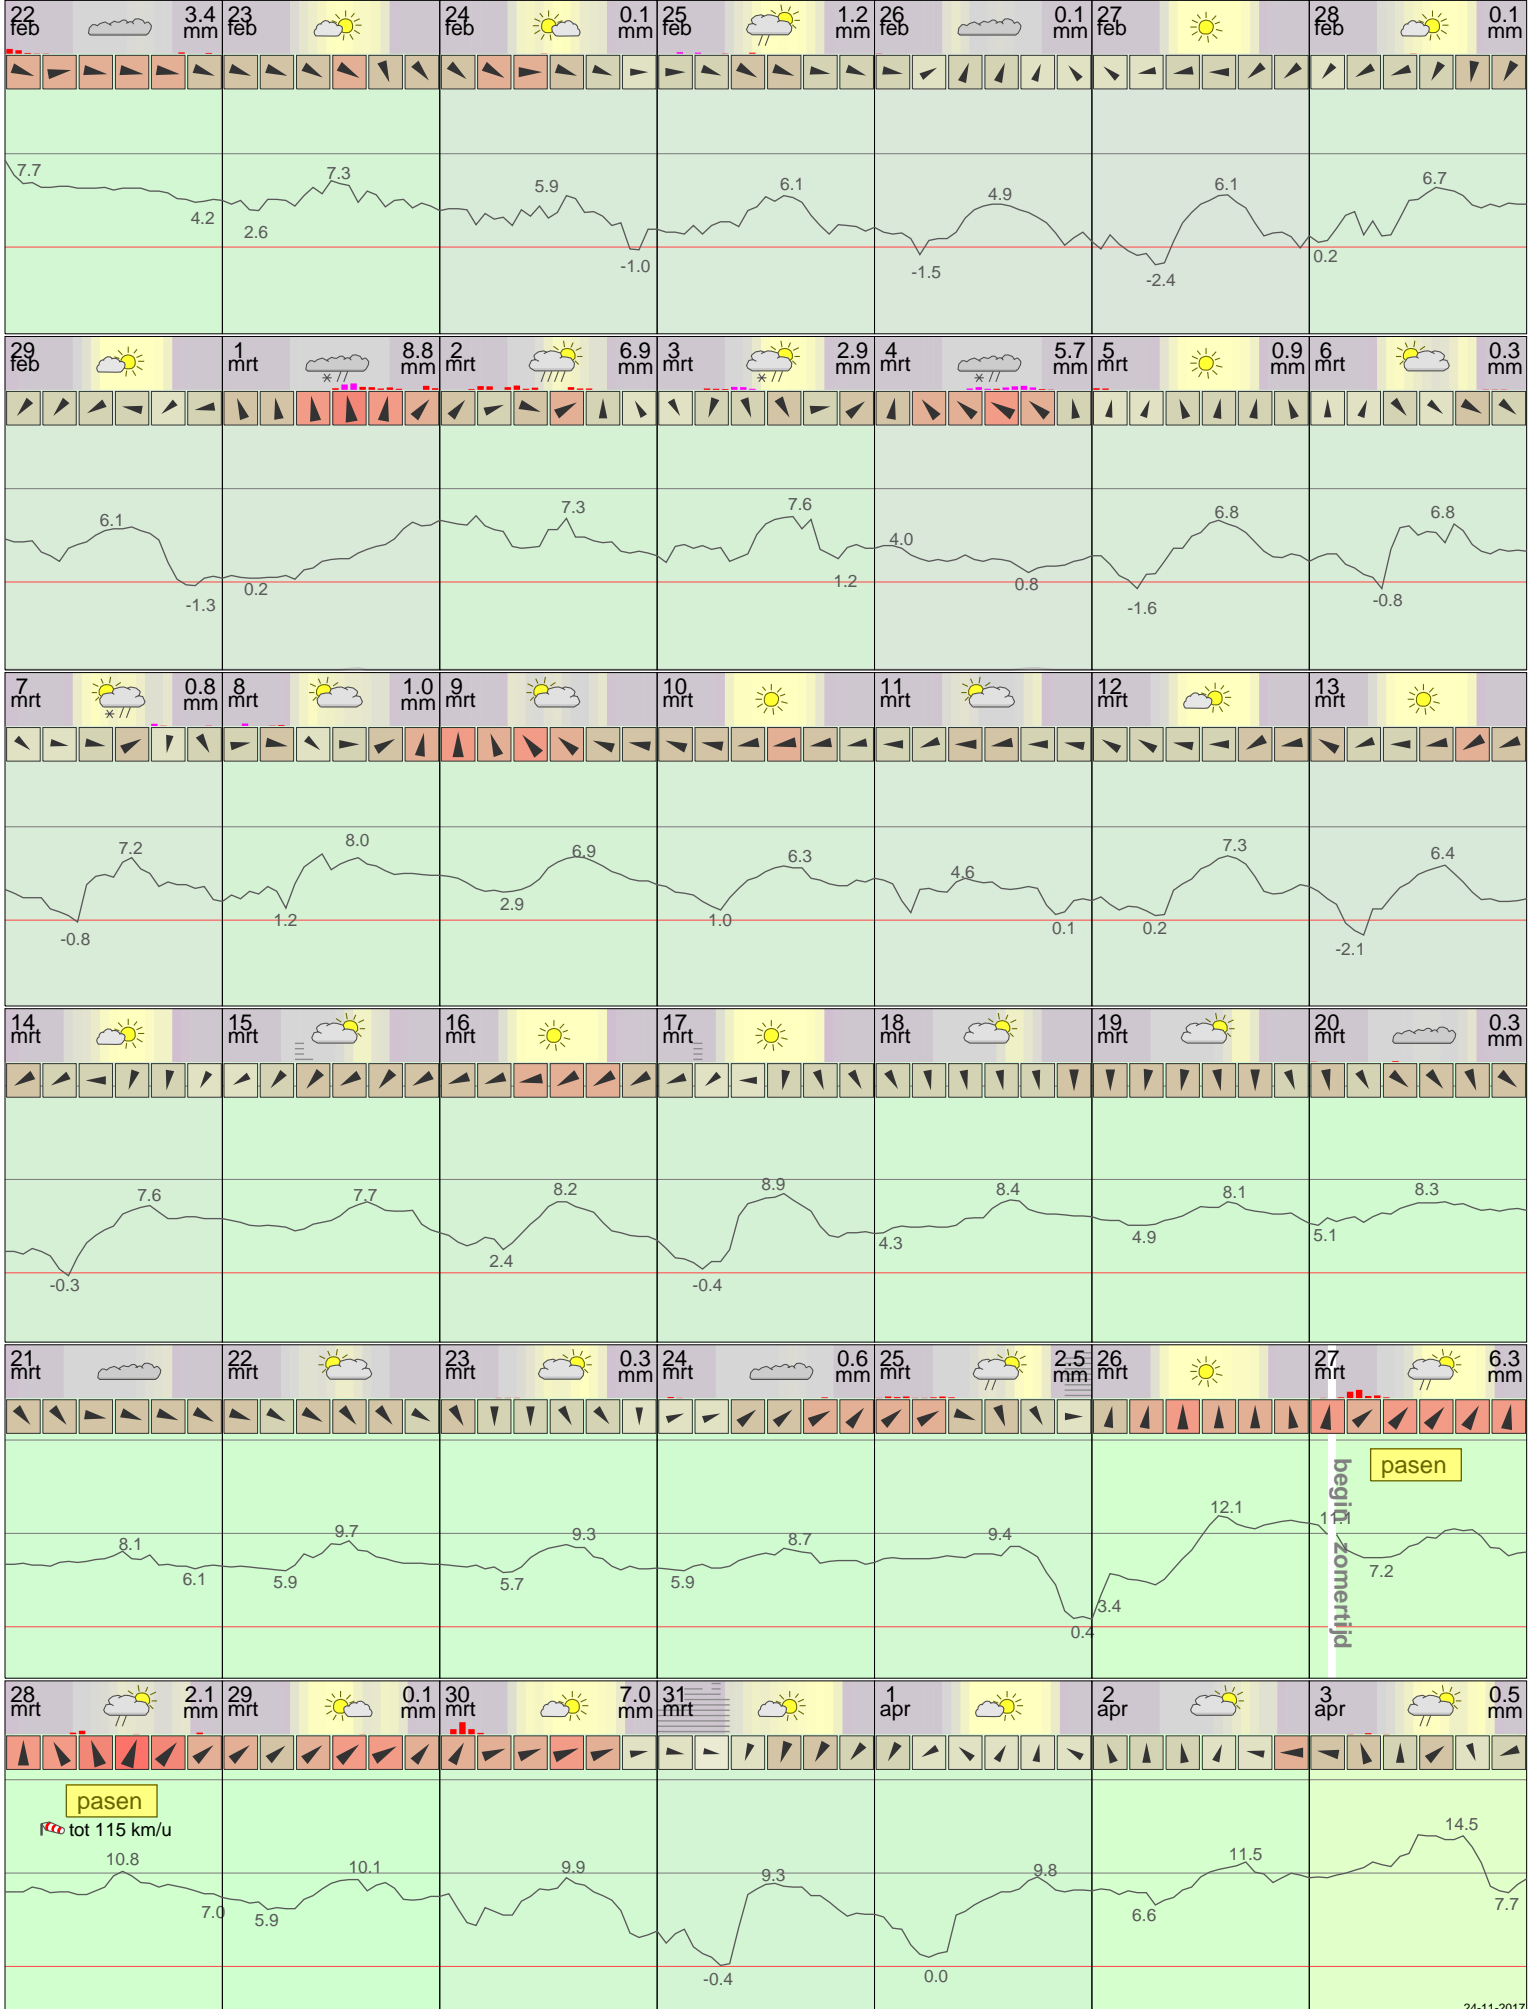 22 feb 3.4 mm
23 feb
24 feb 0.1 mm
25 feb 1.2 mm
26 feb 0.1 mm
27 feb
28 feb 0.1 mm
7.7 4.2
2.6 7.3
5.9 -1.0
6.1
-1.5 4.9
-2.4 6.1
0.2 6.7
29 feb
1 mrt 8.8 mm
2 mrt 6.9 mm
3 mrt 2.9 mm
4 mrt 5.7 mm
5 mrt 0.9 mm
6 mrt 0.3 mm
6.1 -1.3
0.2
7.3
7.6 1.2
4.0 0.8
-1.6 6.8
-0.8 6.8
7 mrt 0.8 mm
8 mrt 1.0 mm
9 mrt
10 mrt
11 mrt
12 mrt
13 mrt
-0.8 7.2
1.2 8.0
2.9 6.9
1.0 6.3
4.6 0.1
0.2 7.3
-2.1 6.4
14 mrt
15 mrt
16 mrt
17 mrt
18 mrt
19 mrt
20 mrt 0.3 mm
-0.3 7.6
7.7
2.4 8.2
-0.4 8.9
4.3 8.4
4.9 8.1
5.1 8.3
21 mrt
22 mrt
23 mrt 0.3 mm
24 mrt 0.6 mm
25 mrt 2.5 mm
26 mrt
27 mrt 6.3 mm
pasen
begin zomertijd
8.1 6.1
5.9 9.7
5.7 9.3
5.9 8.7
9.4 0.4
3.4 12.1
11.1 7.2
28 mrt 2.1 mm
29 mrt 0.1 mm
30 mrt 7.0 mm
31 mrt
1 apr
2 apr
3 apr 0.5 mm
pasen
tot 115 km/u
10.8 7.0
5.9 10.1
9.9
-0.4 9.3
0.0 9.8
6.6 11.5
14.5 7.7
24-11-2017